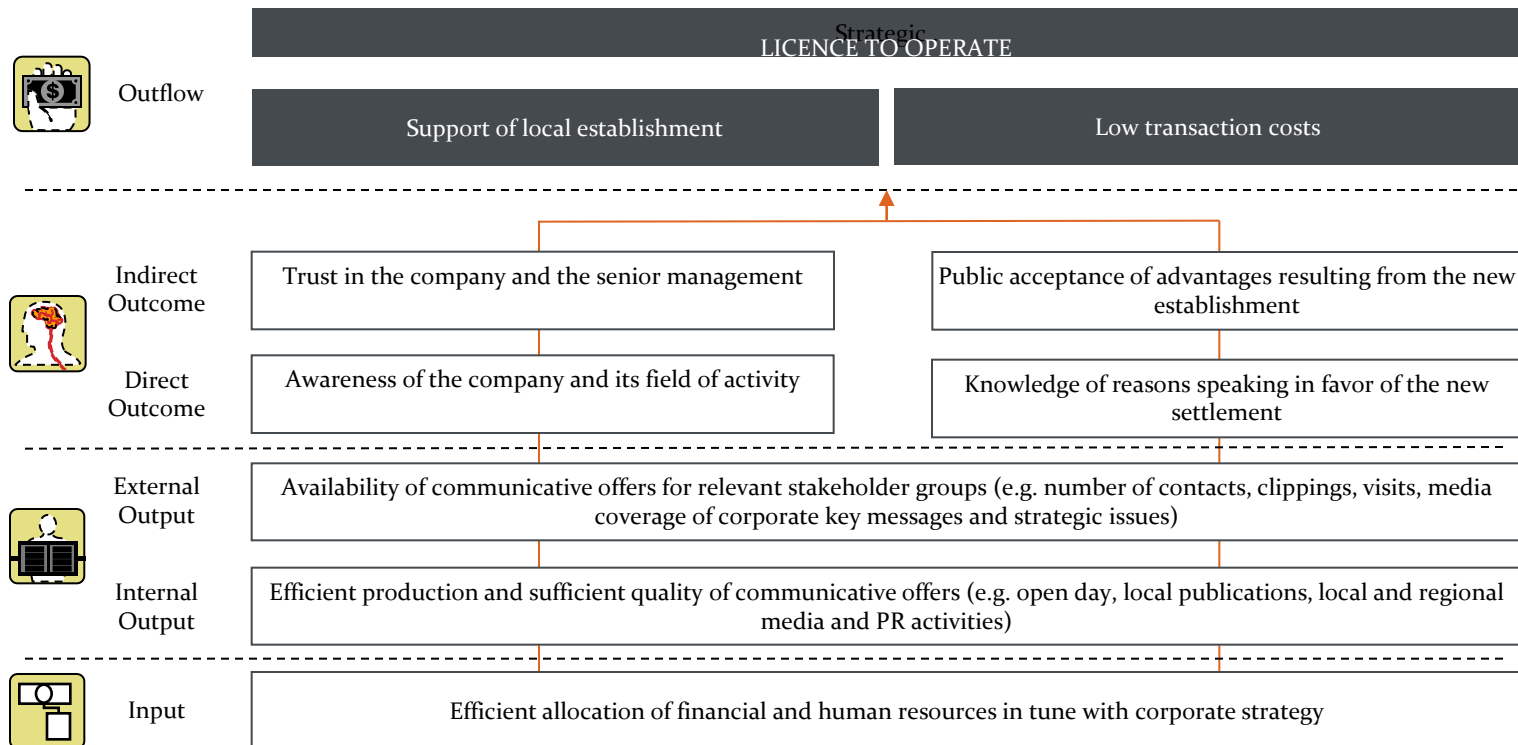 Strategic
LICENCE TO OPERATE
Outflow
Support of local establishment
Low transaction costs
Indirect
Outcome
Trust in the company and the senior management
Public acceptance of advantages resulting from the new
establishment
Direct
Outcome
Awareness of the company and its field of activity
Knowledge of reasons speaking in favor of the new
settlement
External
Output
Availability of communicative offers for relevant stakeholder groups (e.g. number of contacts, clippings, visits, media
coverage of corporate key messages and strategic issues)
Internal
Output
Efficient production and sufficient quality of communicative offers (e.g. open day, local publications, local and regional
media and PR activities)
Input
Efficient allocation of financial and human resources in tune with corporate strategy